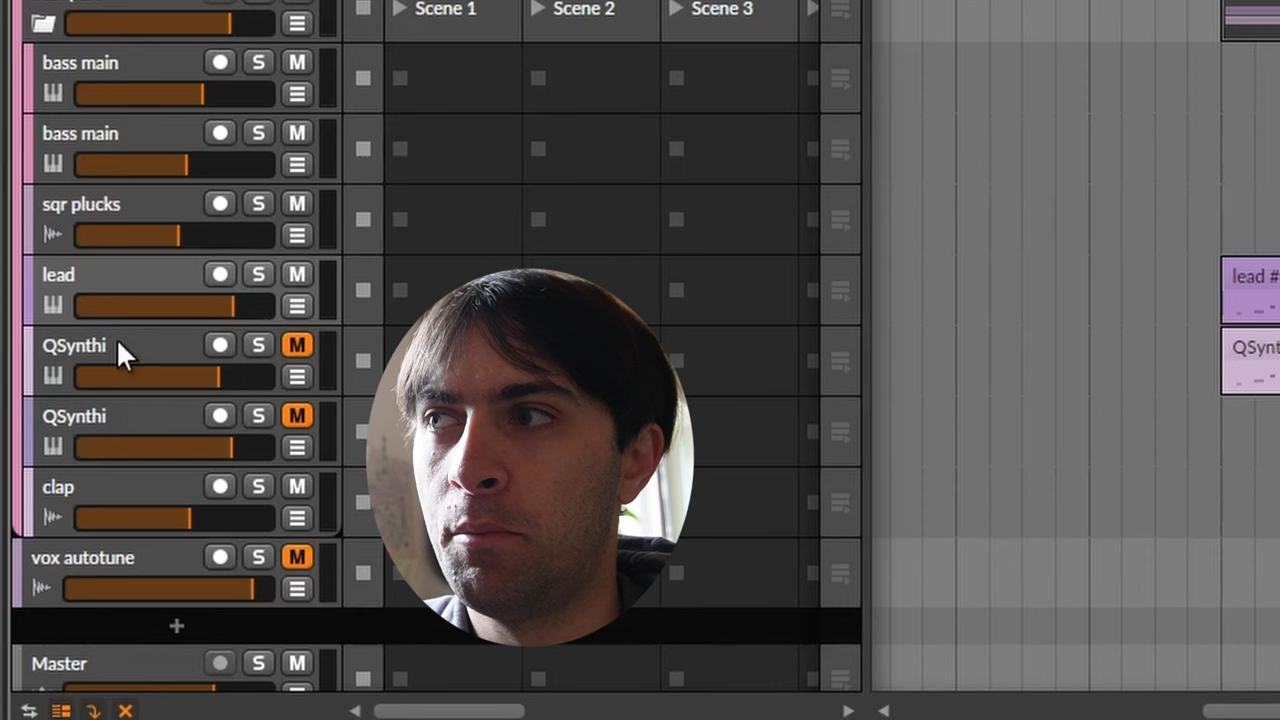 Scene 1 Scene 2 Scene 3
bass main S M
bass main S M
sqr plucks S M
lead S M
lead #
QSynthi S M
QSynt
QSynthi S M
clap S M
vox autotune S M
+
Master S M